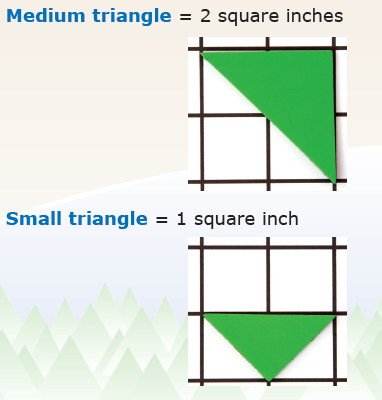 Medium triangle = 2 square inches
Small triangle = 1 square inch